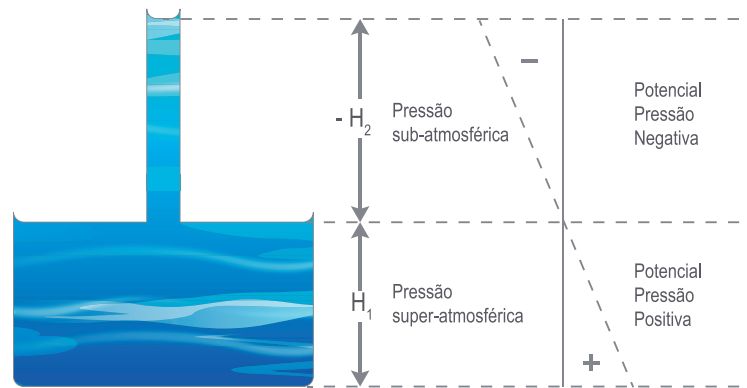 –
- H2
Pressão
sub-atmosférica
Potencial
Pressão
Negativa
H1
Pressão
super-atmosférica
Potencial
Pressão
Positiva
+